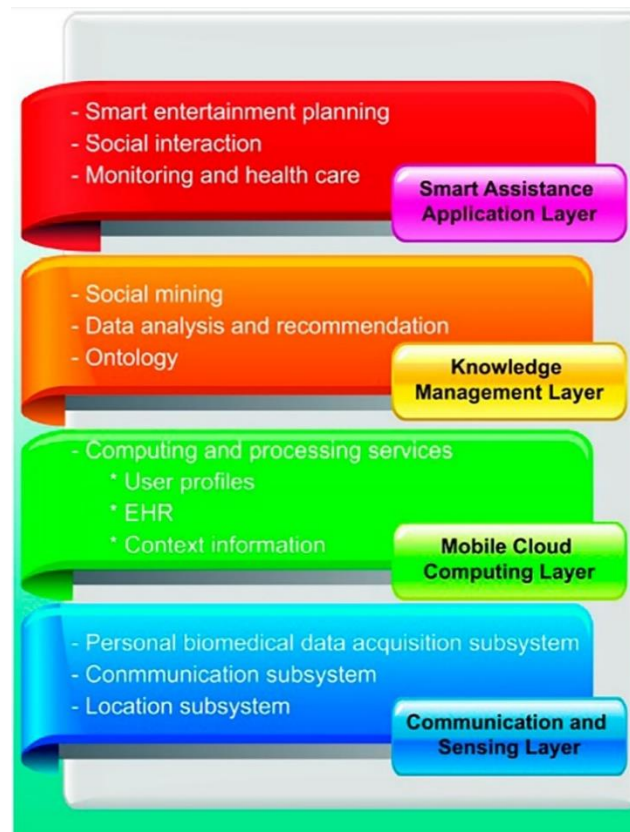 - Smart entertainment planning
- Social interaction
- Monitoring and health care
Smart Assistance
Application Layer
- Social mining
- Data analysis and recommendation
- Ontology
Knowledge
Management Layer
- Computing and processing services
* User profiles
* EHR
* Context information
Mobile Cloud
Computing Layer
- Personal biomedical data acquisition subsystem
- Conmmunication subsystem
- Location subsystem
Communication and
Sensing Layer